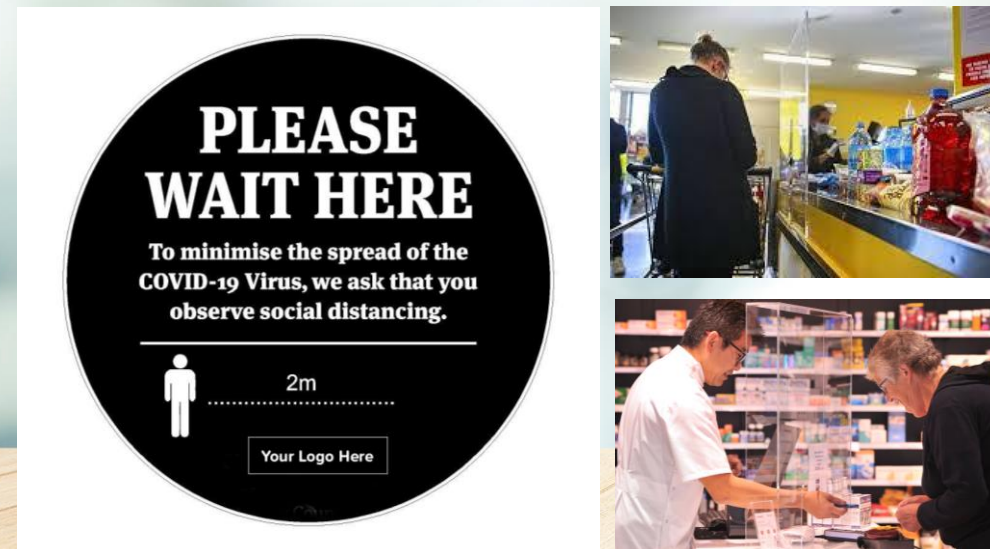 PLEASE
WAIT HERE
To minimise the spread of the
COVID-19 Virus, we ask that you
observe social distancing.
2m
Your Logo Here